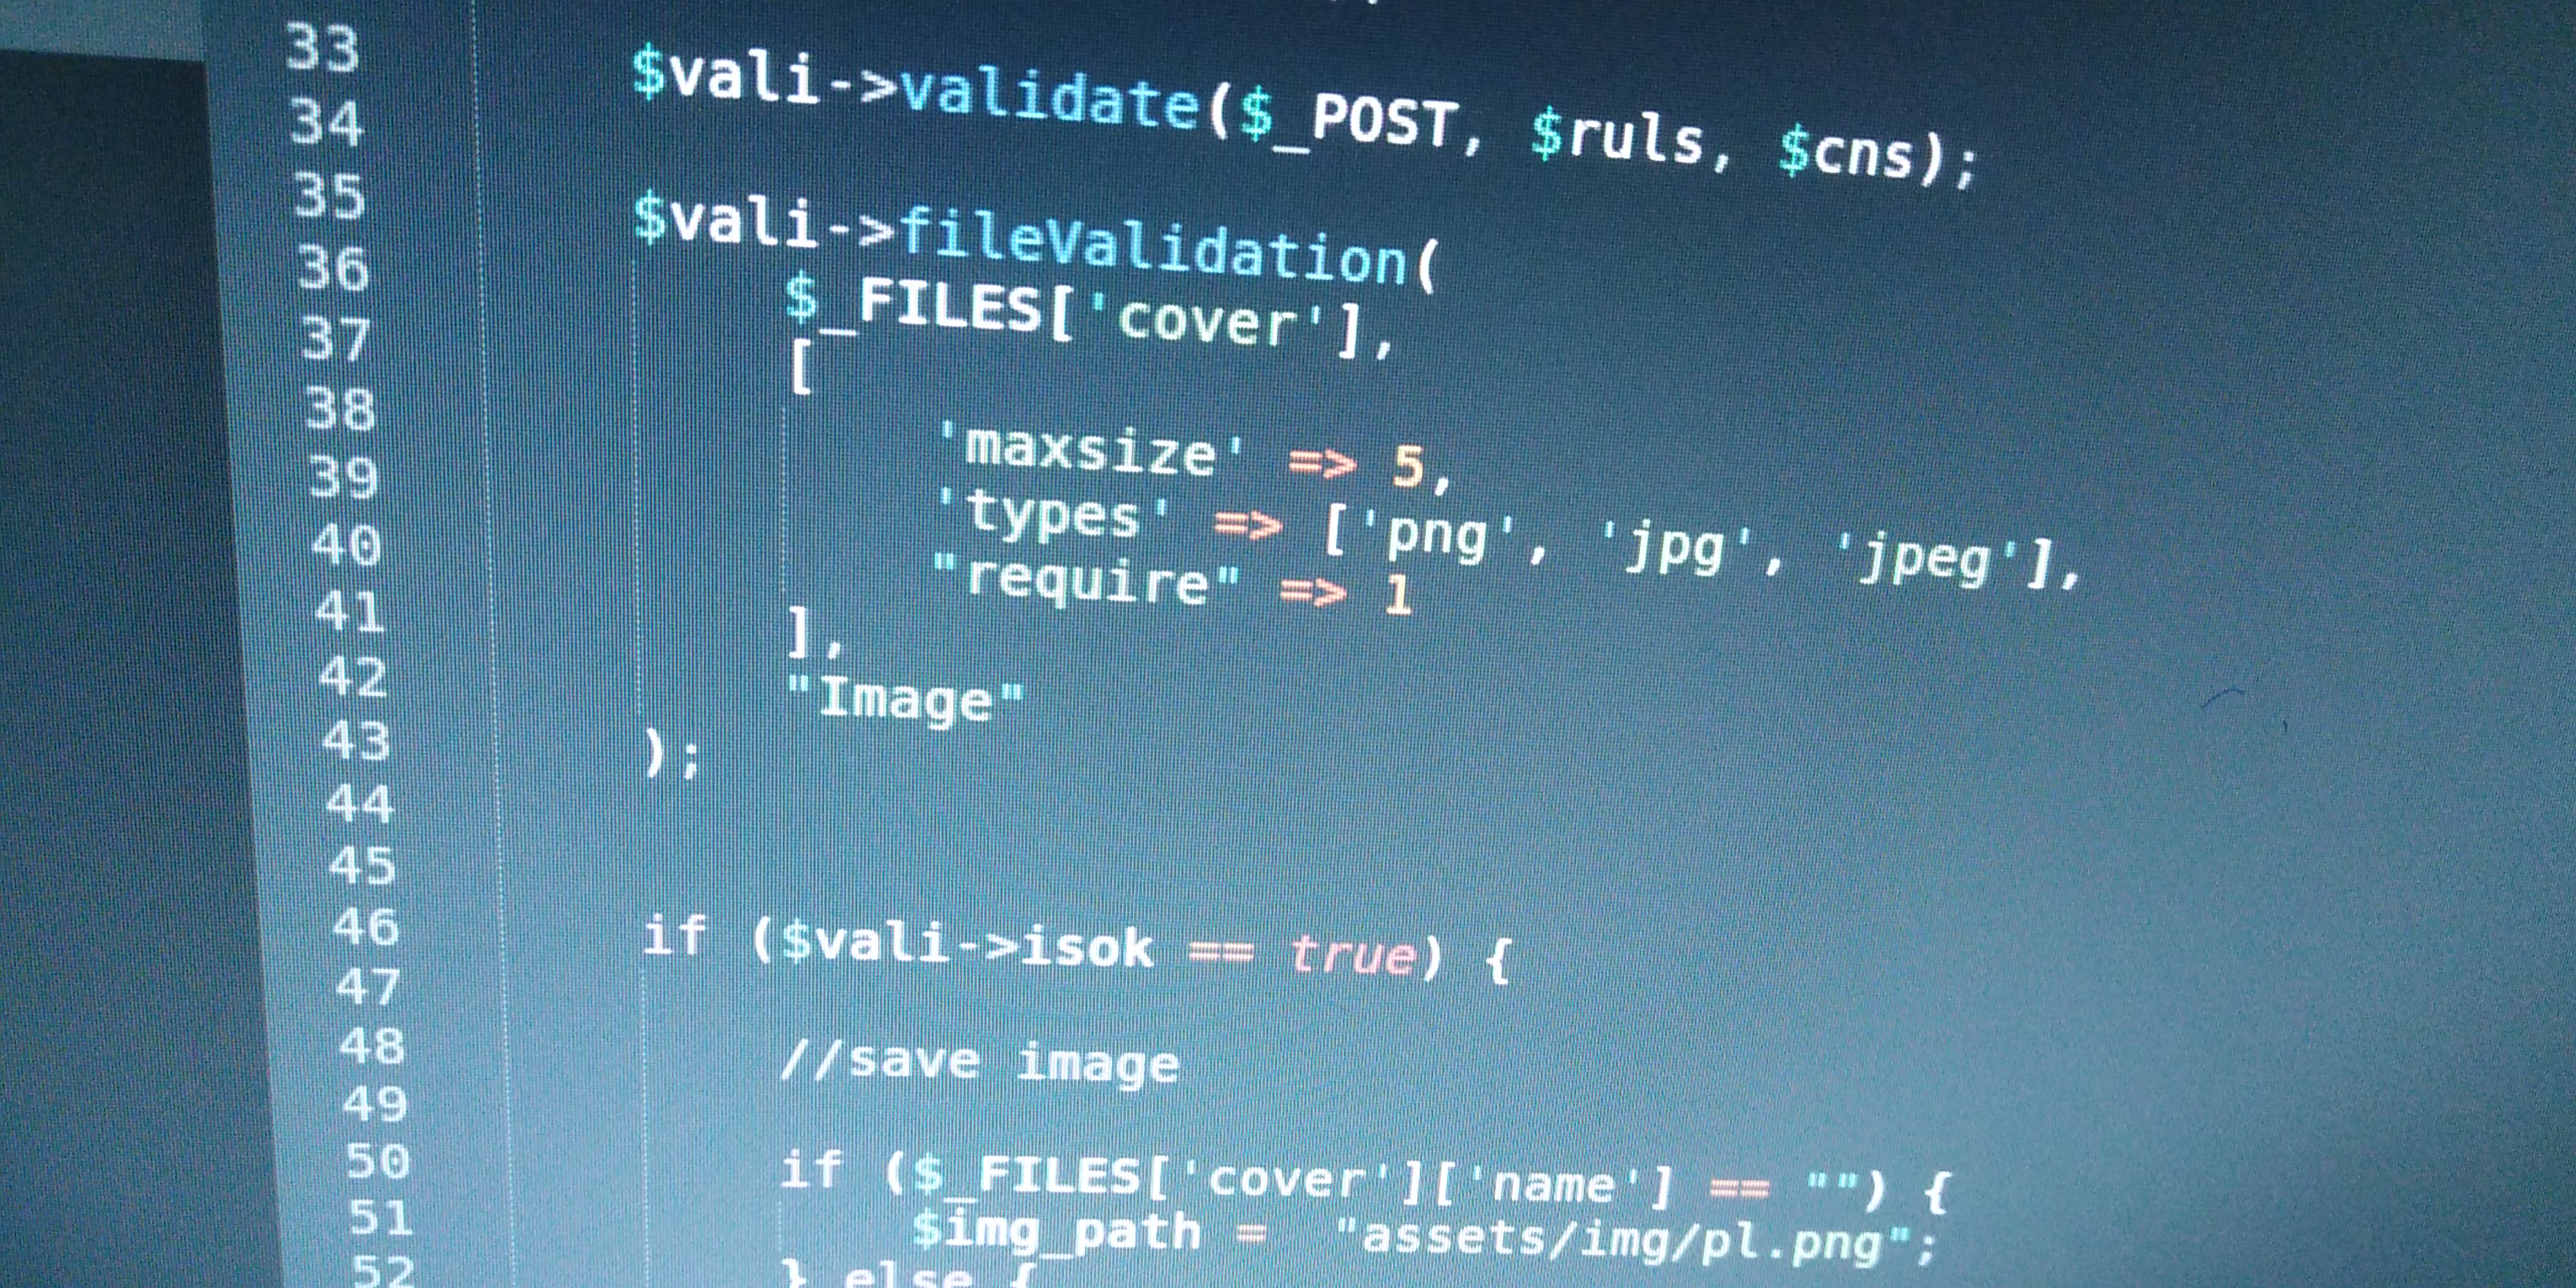 33
34 $vali->validate($_POST, $ruls, $cns);
35
36 $vali->fileValidation(
37 $_FILES['cover'],
38 [
39 'maxsize' => 5,
40 'types' => ['png', 'jpg', 'jpeg'],
41 "require" => 1
42 ],
43 "Image"
44 );
45
46
47 if ($vali->isok == true) {
48
49 //save image
50
51 if ($_FILES['cover']['name'] == "") {
52 $img_path = "assets/img/pl.png";
} else {